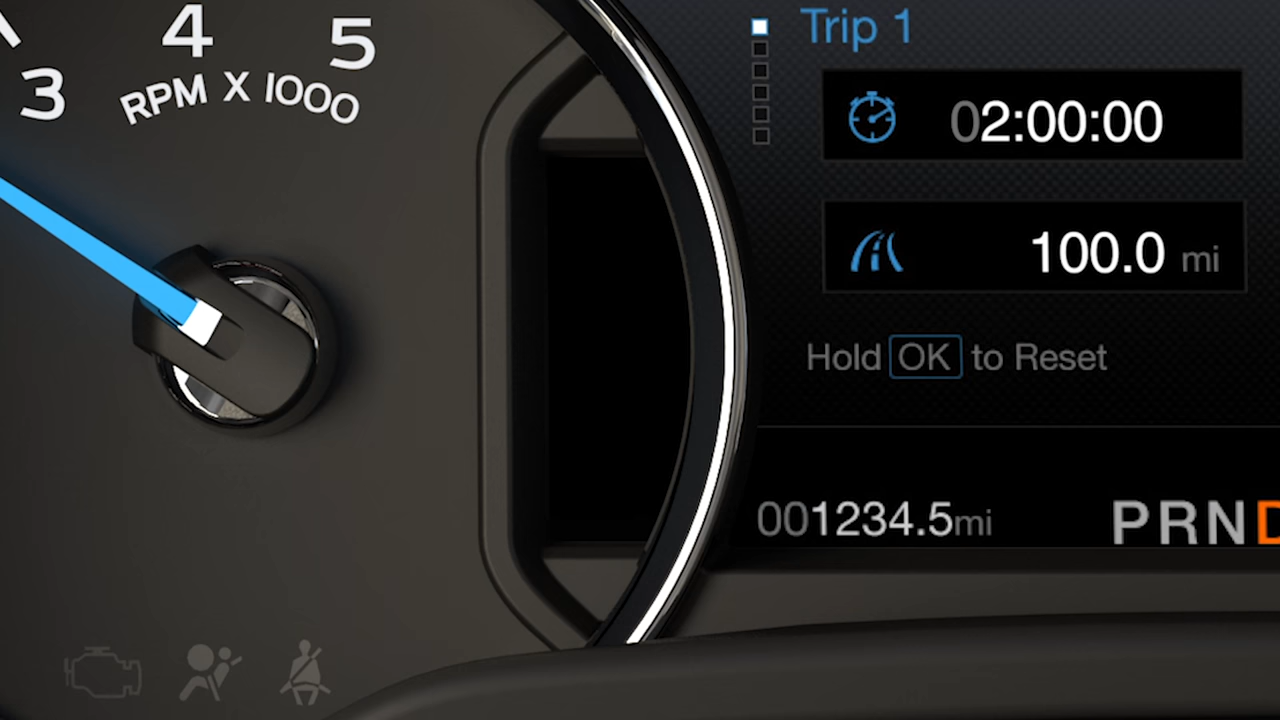 3
4
5
RPM X 1000
Trip 1
02:00:00
100.0 mi
Hold OK to Reset
001234.5mi
PRND